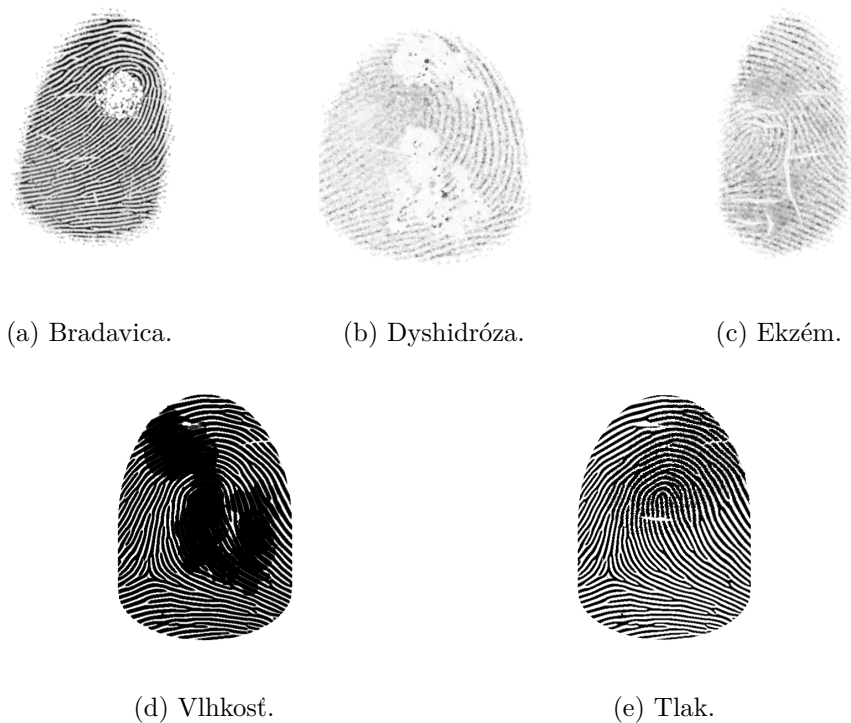 (a) Bradavica.
(b) Dyshidróza.
(c) Ekzém.
(d) Vlhkosť.
(e) Tlak.